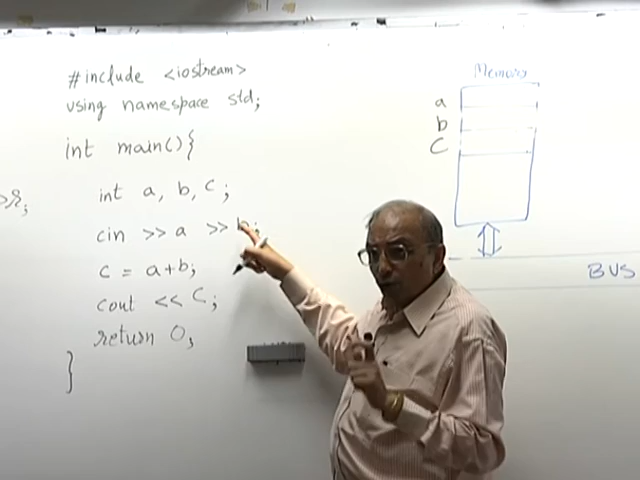 #include <iostream>
using namespace std;
int main(){
int a, b, c;
cin >> a >> b;
c = a+b;
cout << c;
return 0;
}
Memory
a
b
c
BUS